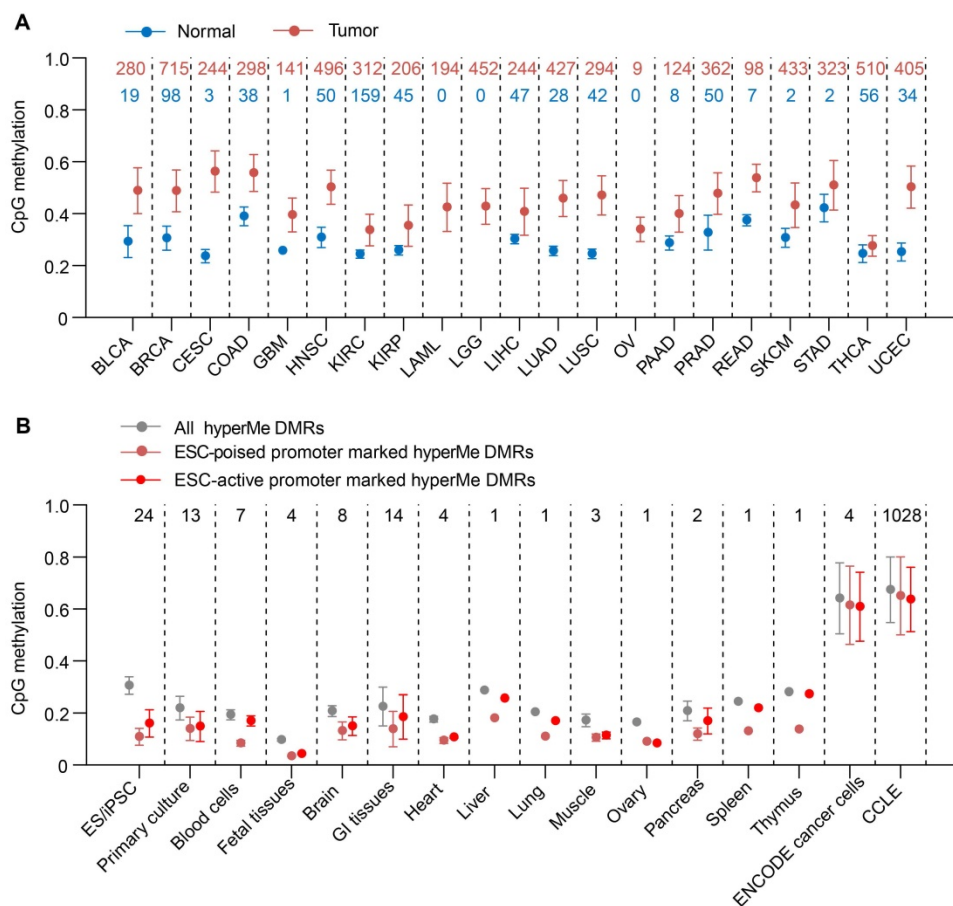 A
Normal Tumor
1.0
280 715 244 298 141 496 312 206 194 452 244 427 294 9 124 362 98 433 323 510 405
19 98 3 38 1 50 159 45 0 0 47 28 42 0 8 50 7 2 2 56 34
0.8
0.6
0.4
0.2
0
CpG methylation
BLCA BRCA CESC COAD GBM HNSC KIRC KIRP LAML LGG LIHC LUAD LUSC OV PAAD PRAD READ SKCM STAD THCA UCEC
B
All hyperMe DMRs
ESC-poised promoter marked hyperMe DMRs
ESC-active promoter marked hyperMe DMRs
1.0
24 13 7 4 8 14 4 1 1 3 1 2 1 1 4 1028
0.8
0.6
0.4
0.2
0
CpG methylation
ES/iPSC Primary culture Blood cells Fetal tissues Brain GI tissues Heart Liver Lung Muscle Ovary Pancreas Spleen Thymus ENCODE cancer cells CCLE